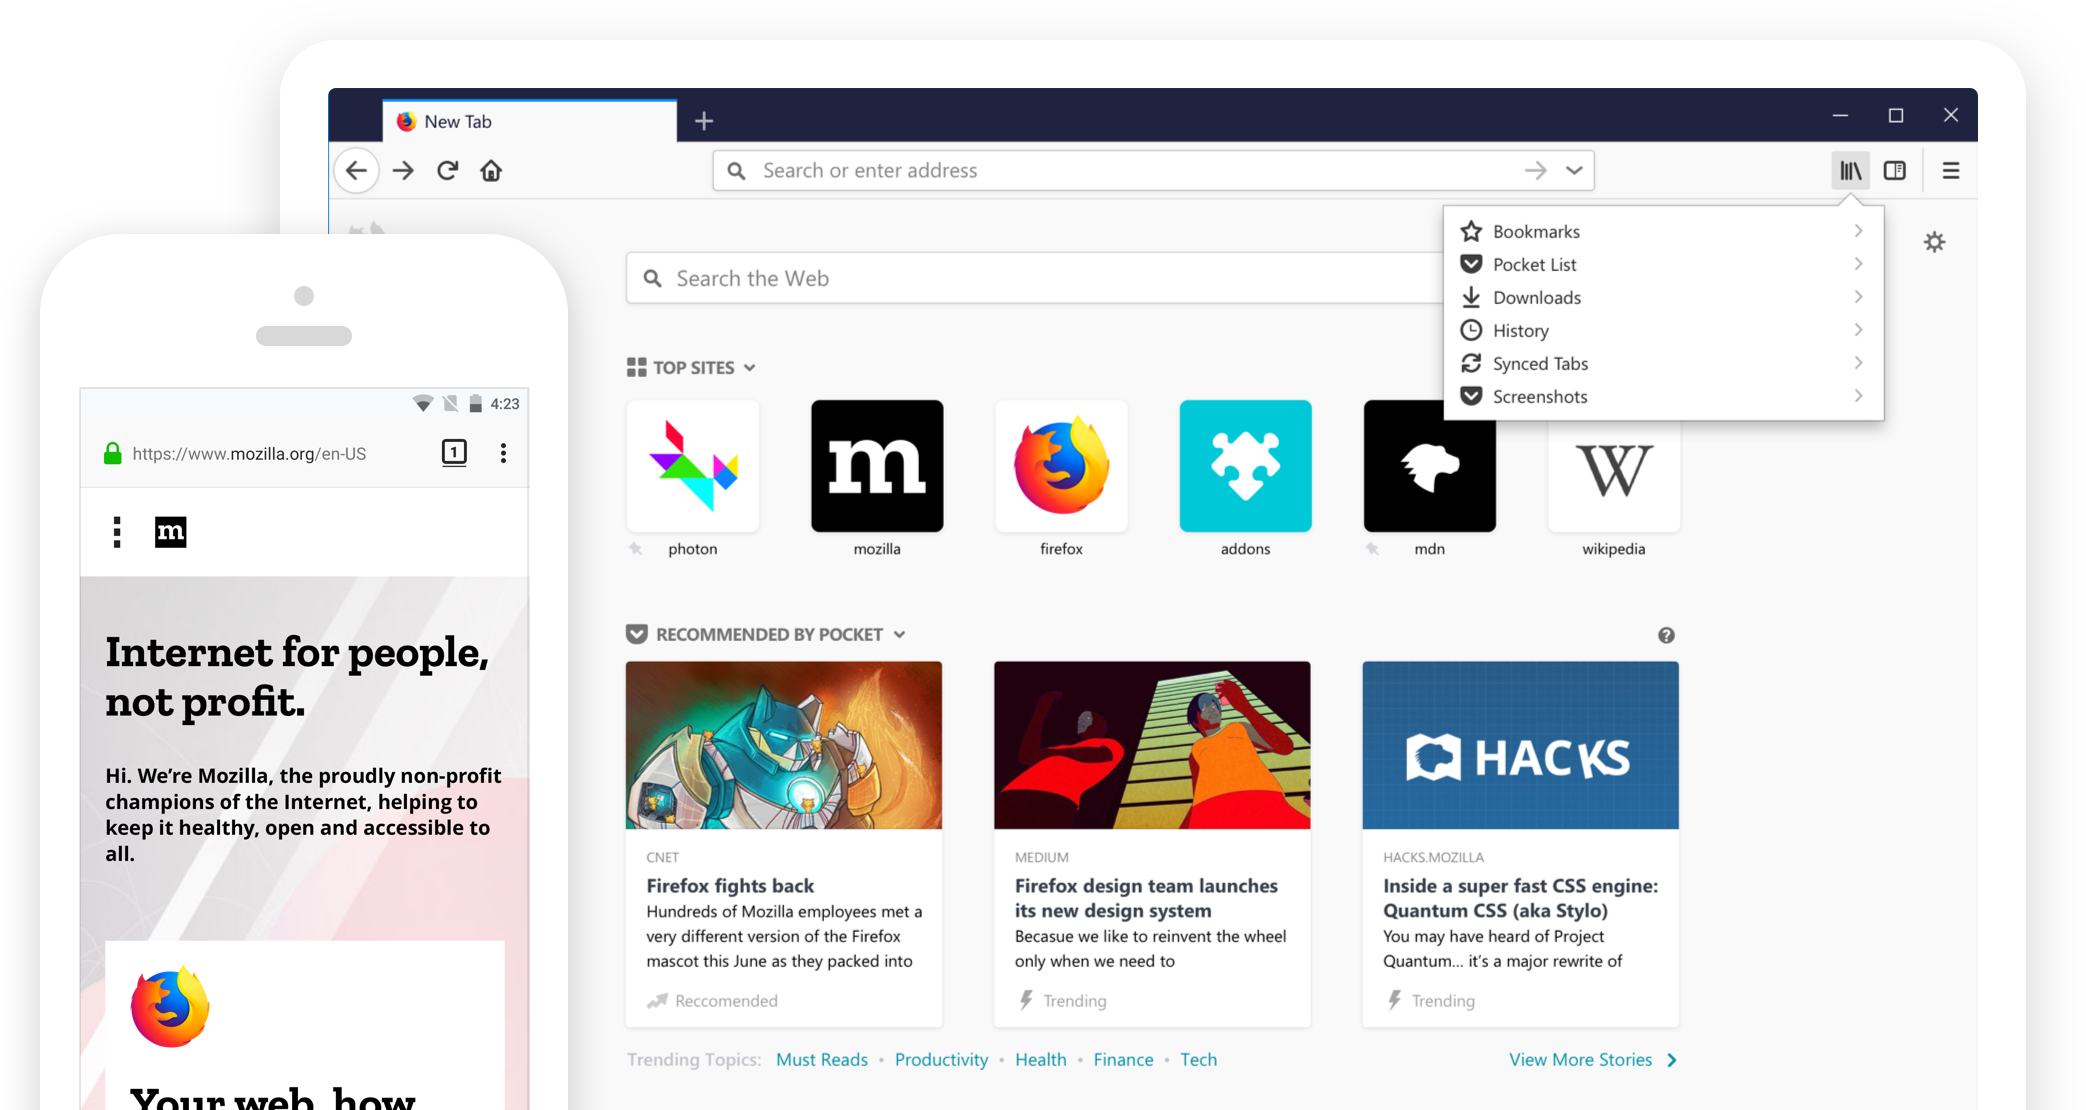 New Tab
Search or enter address
Bookmarks
Pocket List
Downloads
History
Synced Tabs
Screenshots
Search the Web
TOP SITES
m
W
photon
mozilla
firefox
addons
mdn
wikipedia
RECOMMENDED BY POCKET
HACKS
CNET
Firefox fights back
Hundreds of Mozilla employees met a
very different version of the Firefox
mascot this June as they packed into
Reccomended
MEDIUM
Firefox design team launches
its new design system
Becasue we like to reinvent the wheel
only when we need to
Trending
HACKS.MOZILLA
Inside a super fast CSS engine:
Quantum CSS (aka Stylo)
You may have heard of Project
Quantum... it's a major rewrite of
Trending
Trending Topics: Must Reads • Productivity • Health • Finance • Tech
View More Stories
4:23
https://www.mozilla.org/en-US
1
m
Internet for people,
not profit.
Hi. We’re Mozilla, the proudly non-profit
champions of the Internet, helping to
keep it healthy, open and accessible to
all.
Your web, how